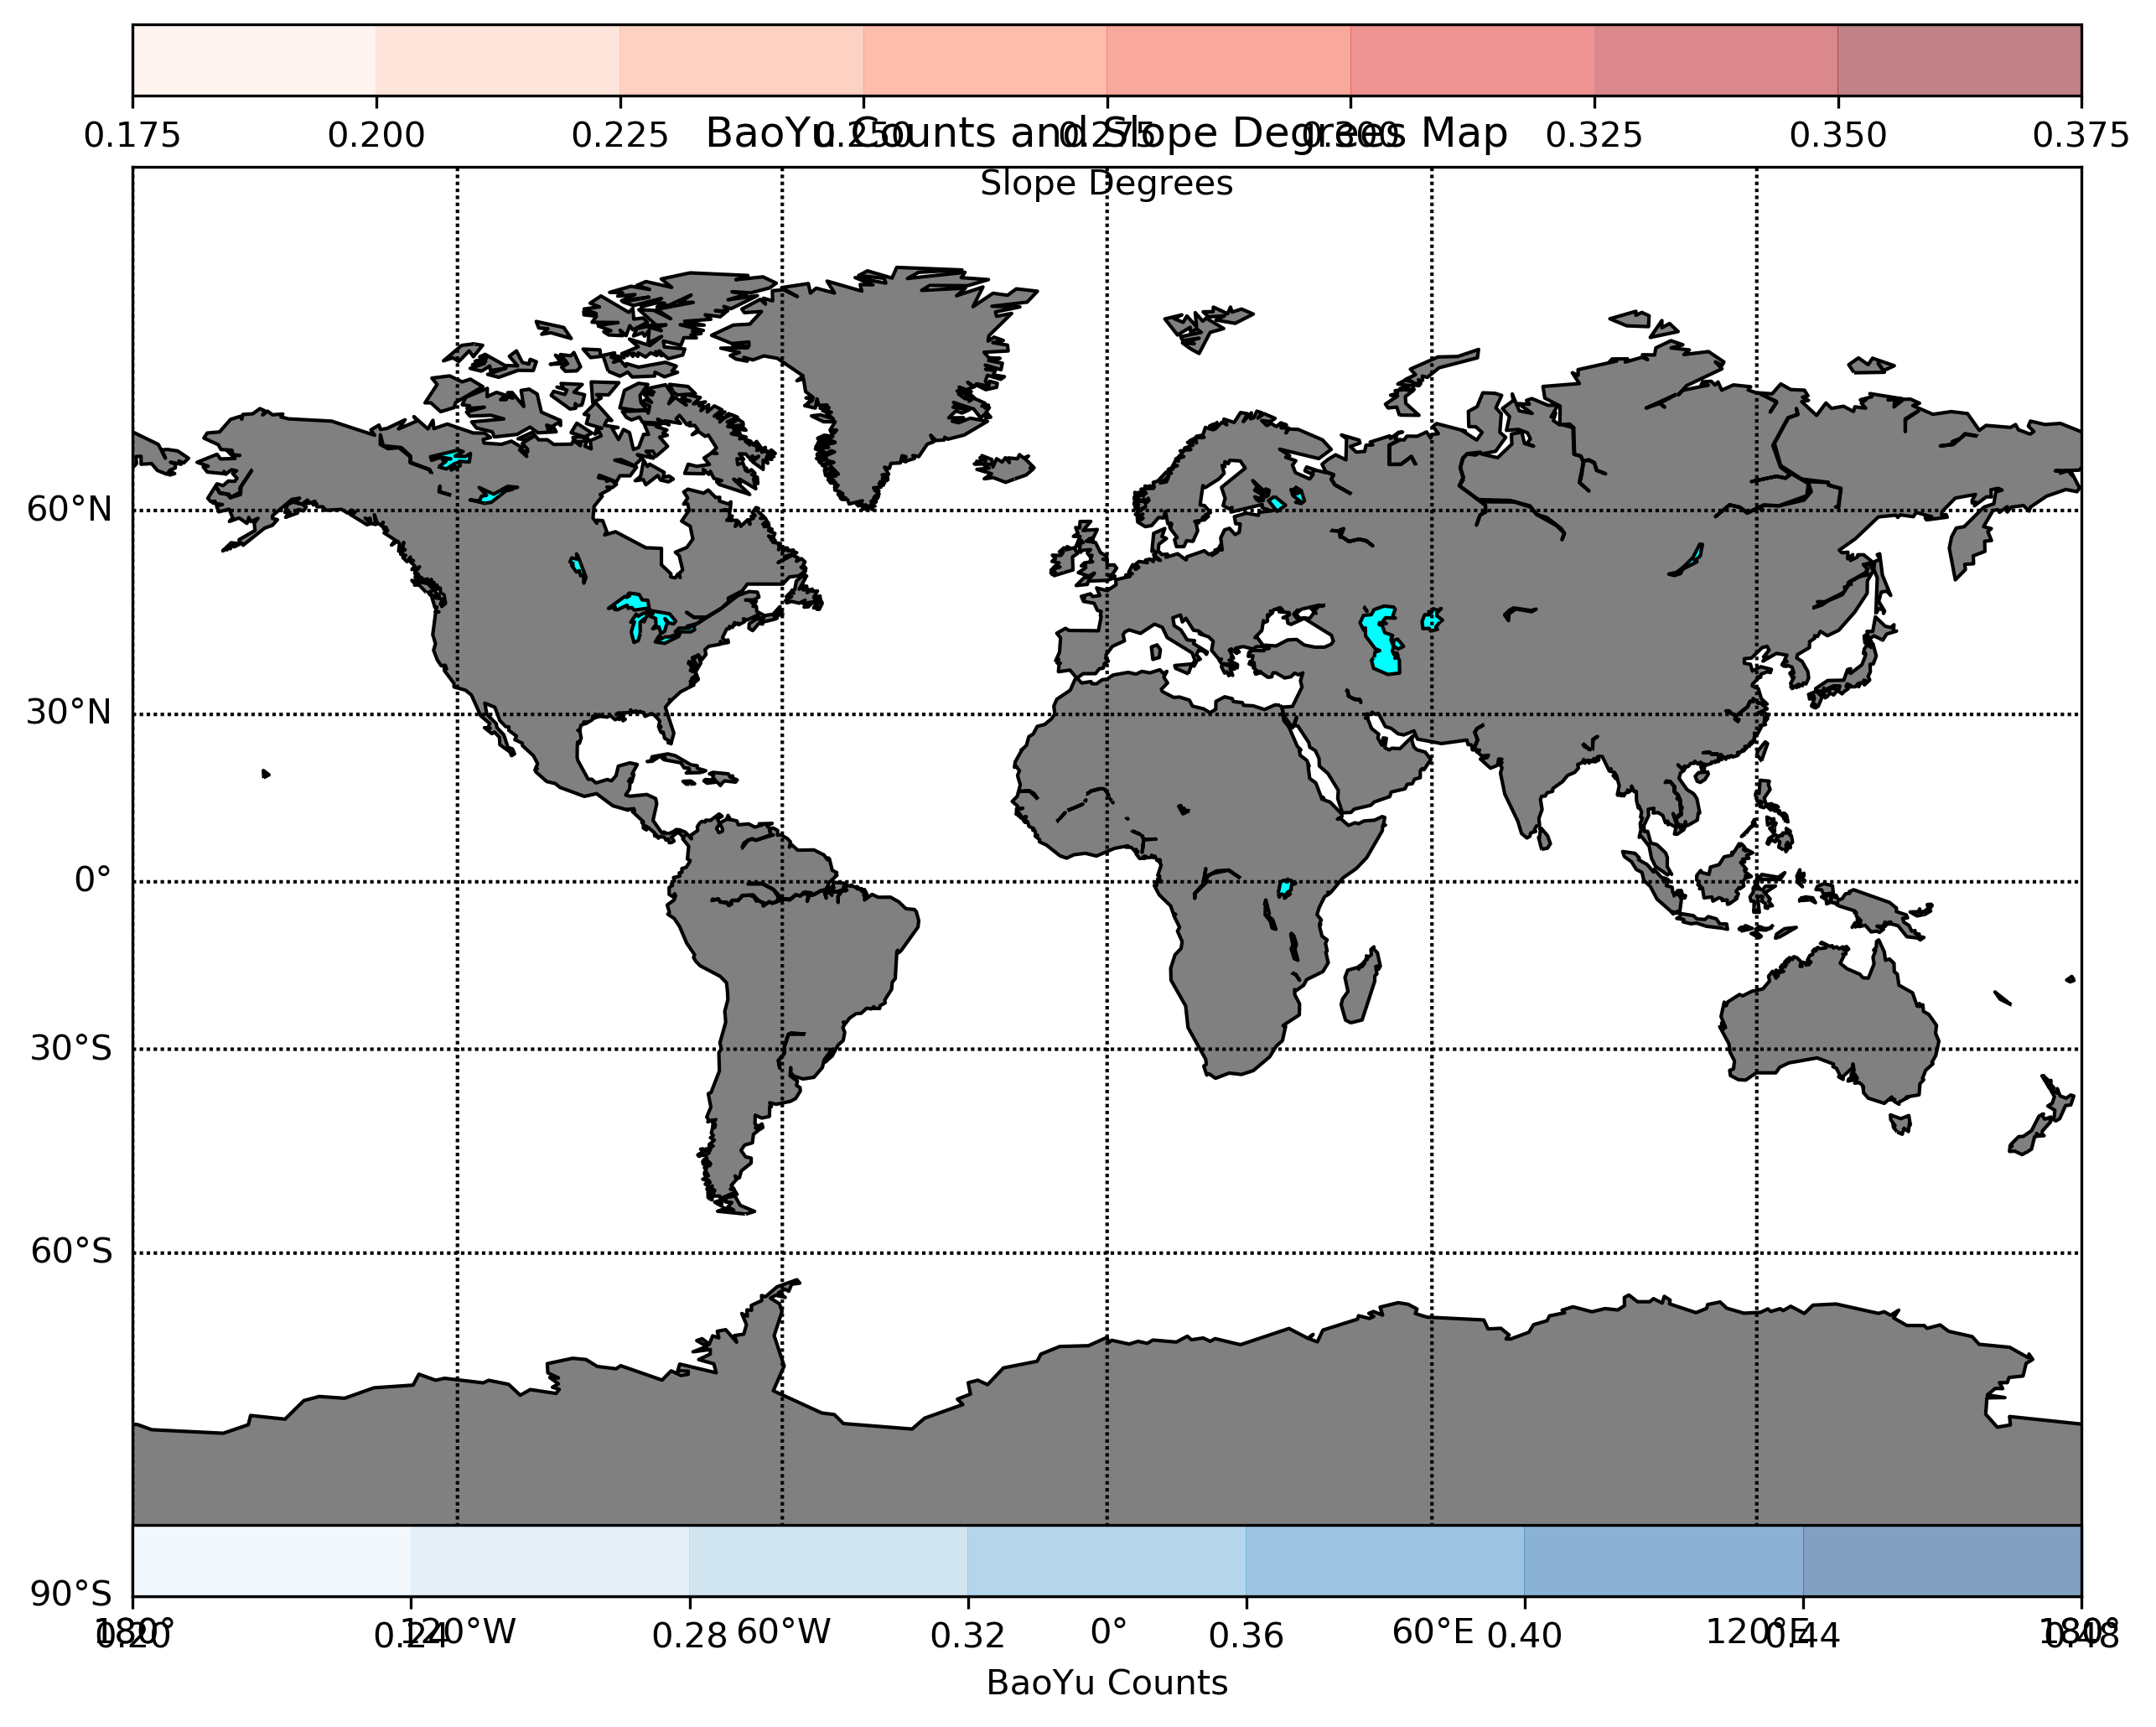 0.175 0.200 0.225 0.250 0.275 0.300 0.325 0.350 0.375
BaoYu Counts and Slope Degrees Map
Slope Degrees
60°N
30°N
0°
30°S
60°S
90°S
180° 120°W 60°W 0° 60°E 120°E 180°
0.20 0.24 0.28 0.32 0.36 0.40 0.44 0.48
BaoYu Counts